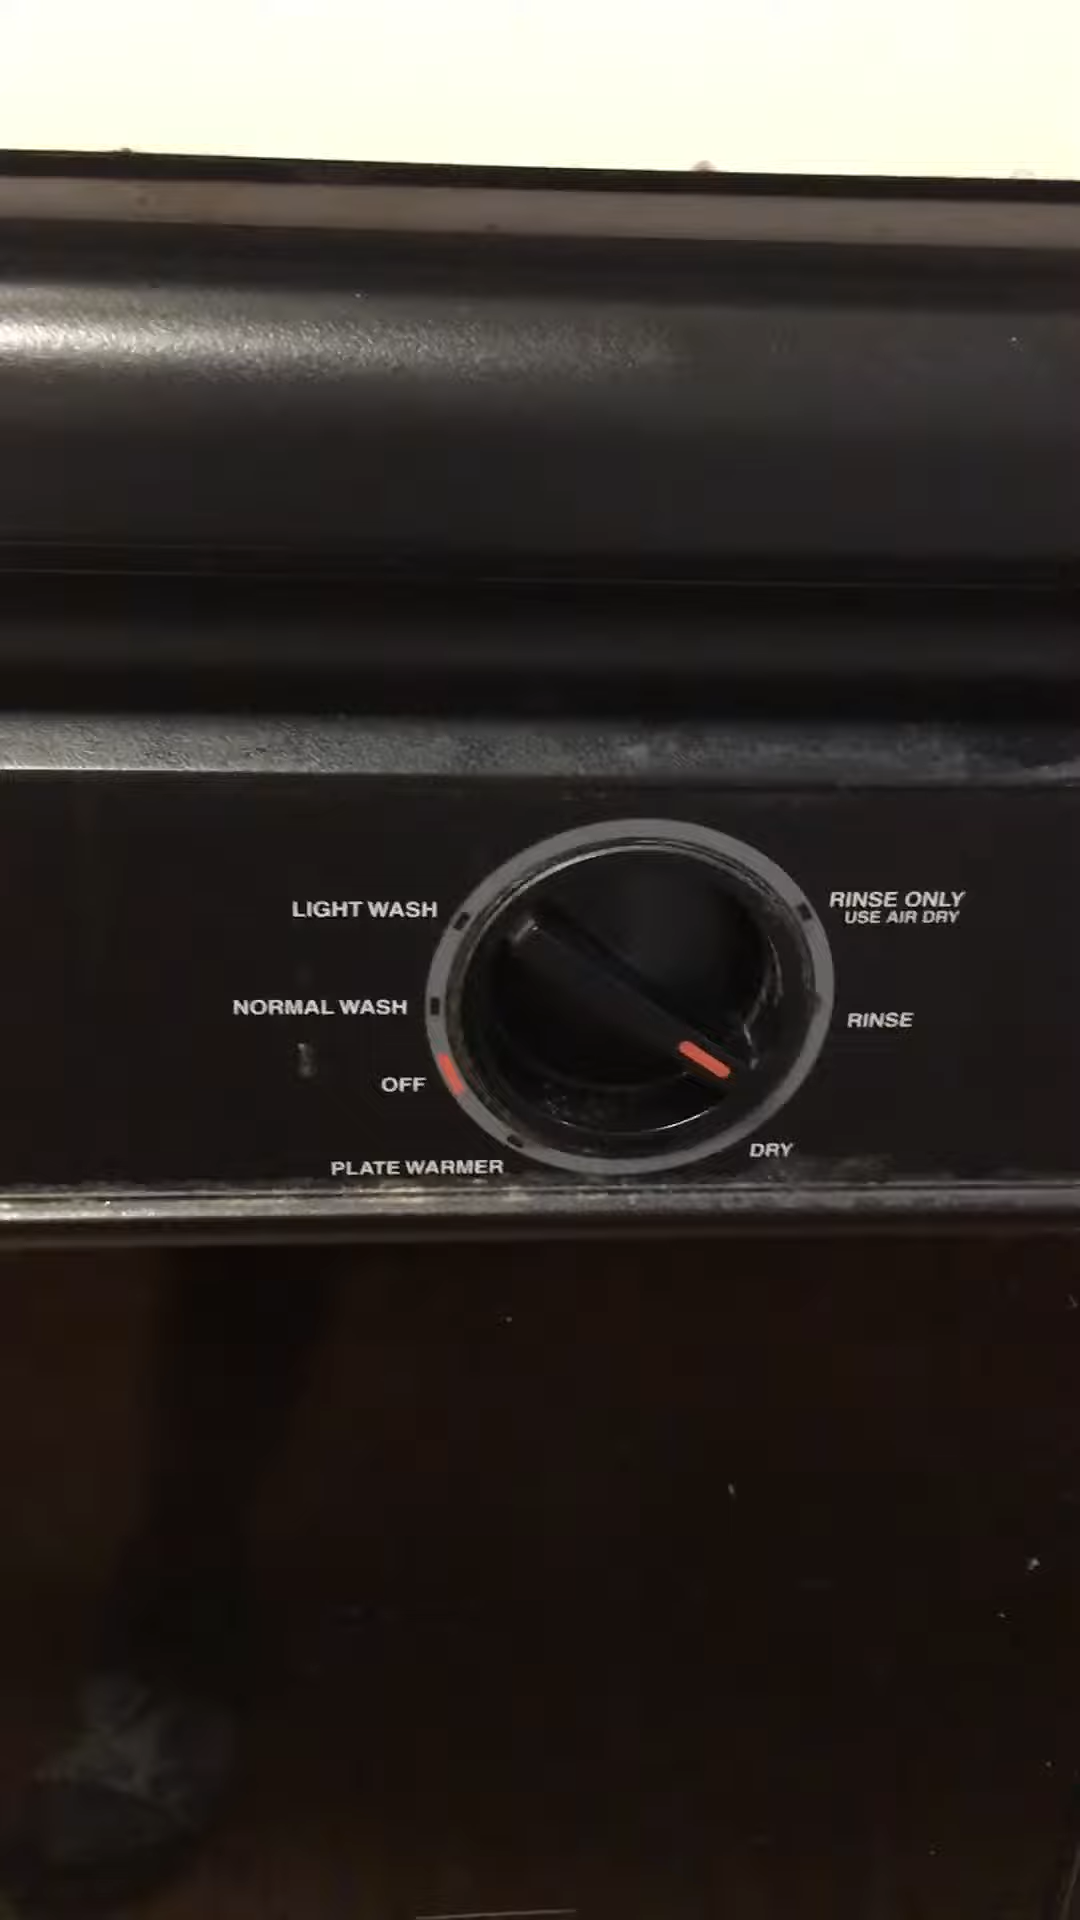 LIGHT WASH
NORMAL WASH
OFF
PLATE WARMER
RINSE ONLY
USE AIR DRY
RINSE
DRY